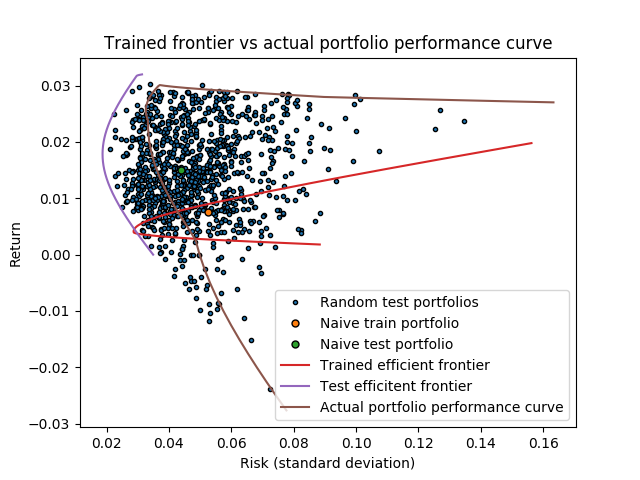 Trained frontier vs actual portfolio performance curve
0.03
0.02
0.01
0.00
−0.01
−0.02
−0.03
Return
Random test portfolios
Naive train portfolio
Naive test portfolio
Trained efficient frontier
Test efficitent frontier
Actual portfolio performance curve
0.02 0.04 0.06 0.08 0.10 0.12 0.14 0.16
Risk (standard deviation)